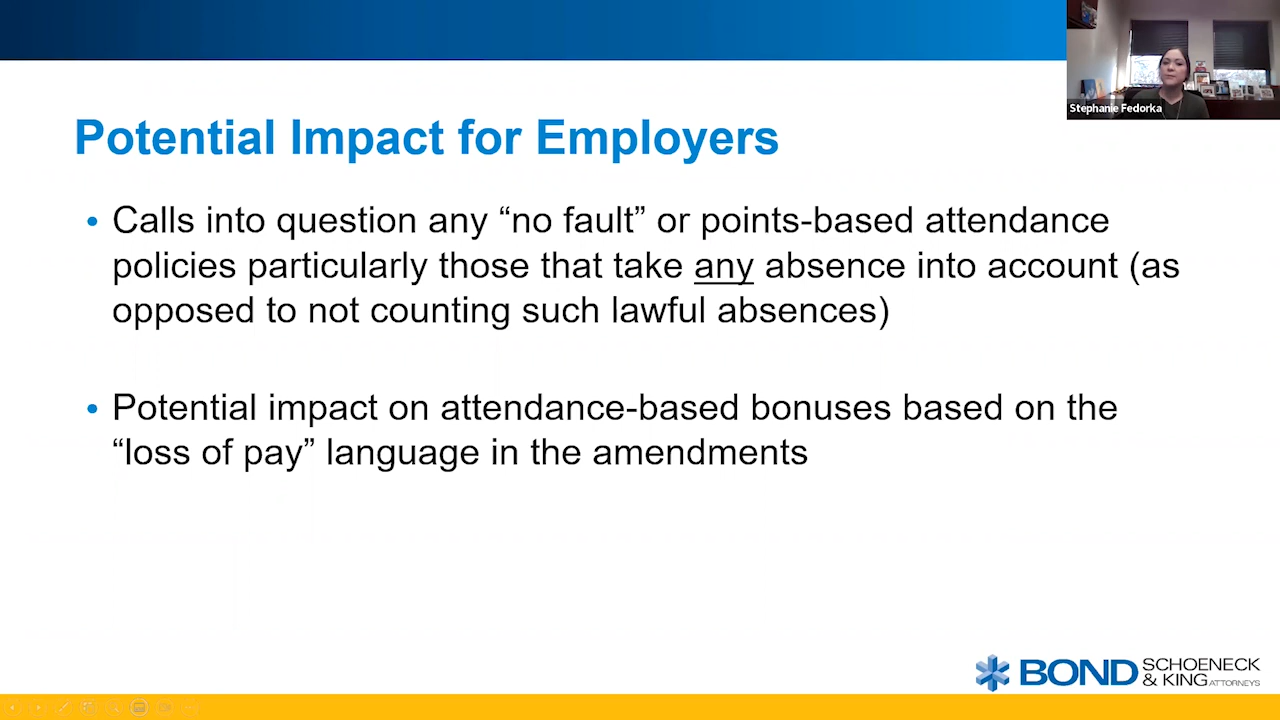 Stephanie Fedorka
Potential Impact for Employers
• Calls into question any “no fault” or points-based attendance
policies particularly those that take any absence into account (as
opposed to not counting such lawful absences)
• Potential impact on attendance-based bonuses based on the
“loss of pay” language in the amendments
BOND SCHOENECK
& KING ATTORNEYS